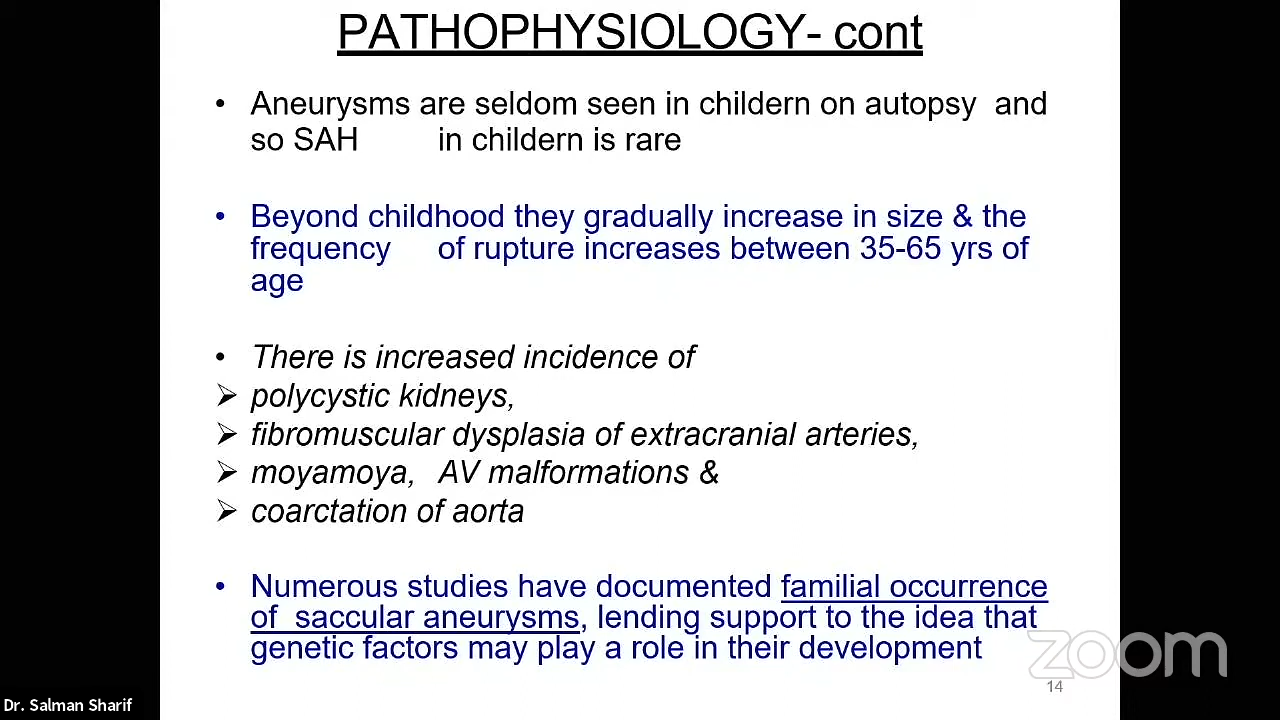 PATHOPHYSIOLOGY- cont
• Aneurysms are seldom seen in childern on autopsy and
so SAH in childern is rare
• Beyond childhood they gradually increase in size & the
frequency of rupture increases between 35-65 yrs of
age
• There is increased incidence of
➢ polycystic kidneys,
➢ fibromuscular dysplasia of extracranial arteries,
➢ moyamoya, AV malformations &
➢ coarctation of aorta
• Numerous studies have documented familial occurrence
of saccular aneurysms, lending support to the idea that
genetic factors may play a role in their development
zoom
14
Dr. Salman Sharif